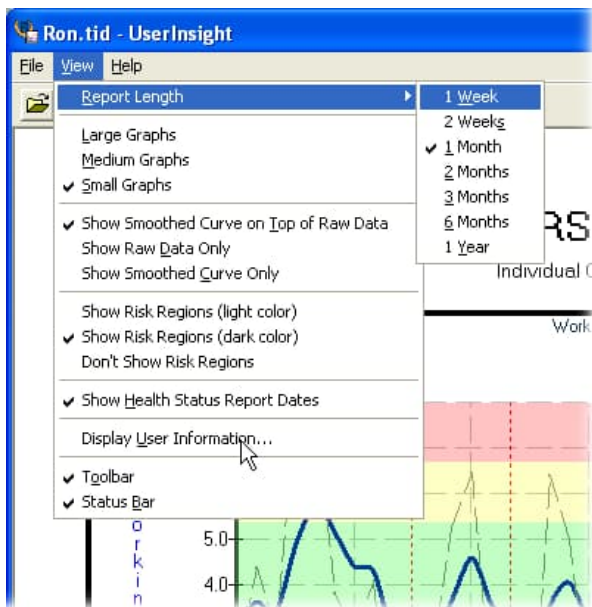 Ron.tid - UserInsight
File View Help
Report Length
Large Graphs
Medium Graphs
Small Graphs
Show Smoothed Curve on Top of Raw Data
Show Raw Data Only
Show Smoothed Curve Only
Show Risk Regions (light color)
Show Risk Regions (dark color)
Don't Show Risk Regions
Show Health Status Report Dates
Display User Information...
Toolbar
Status Bar
1 Week
2 Weeks
1 Month
2 Months
3 Months
6 Months
1 Year
RS
Individual
Work
orkin
5.0
4.0